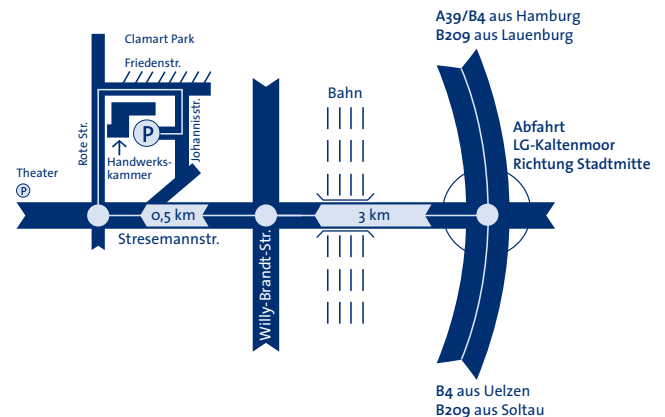 A39/B4 aus Hamburg
B209 aus Lauenburg
Clamart Park
Friedenstr.
Bahn
Rote Str.
Johannisstr.
P
Abfahrt
LG-Kaltenmoor
Richtung Stadtmitte
Handwerks-
kammer
Theater
P
0,5 km
3 km
Stresemannstr.
Willy-Brandt-Str.
B4 aus Uelzen
B209 aus Soltau